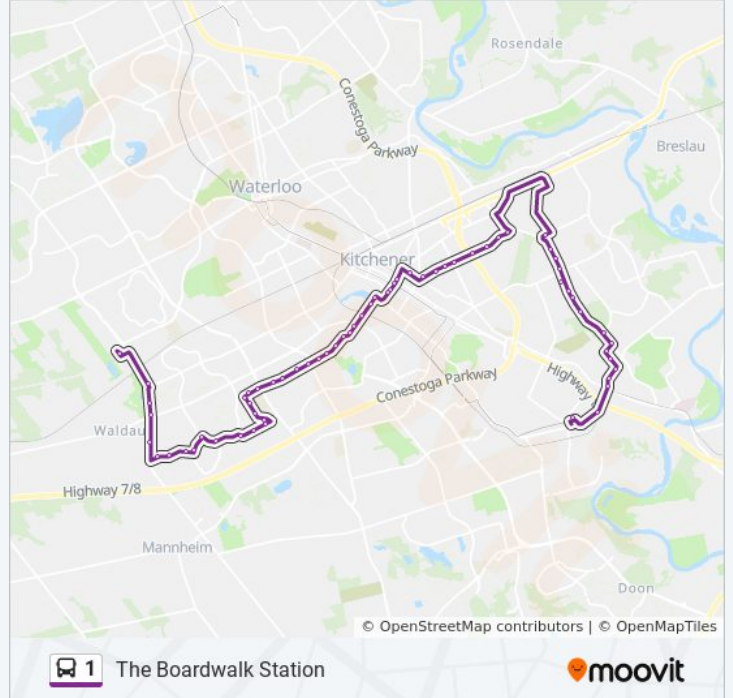 Rosendale
Conestoga Parkway
Breslau
Waterloo
Kitchener
Conestoga Parkway
Highway
Waldau
Highway 7/8
Mannheim
Doon
© OpenStreetMap contributors | © OpenMapTiles
1 The Boardwalk Station
moovit